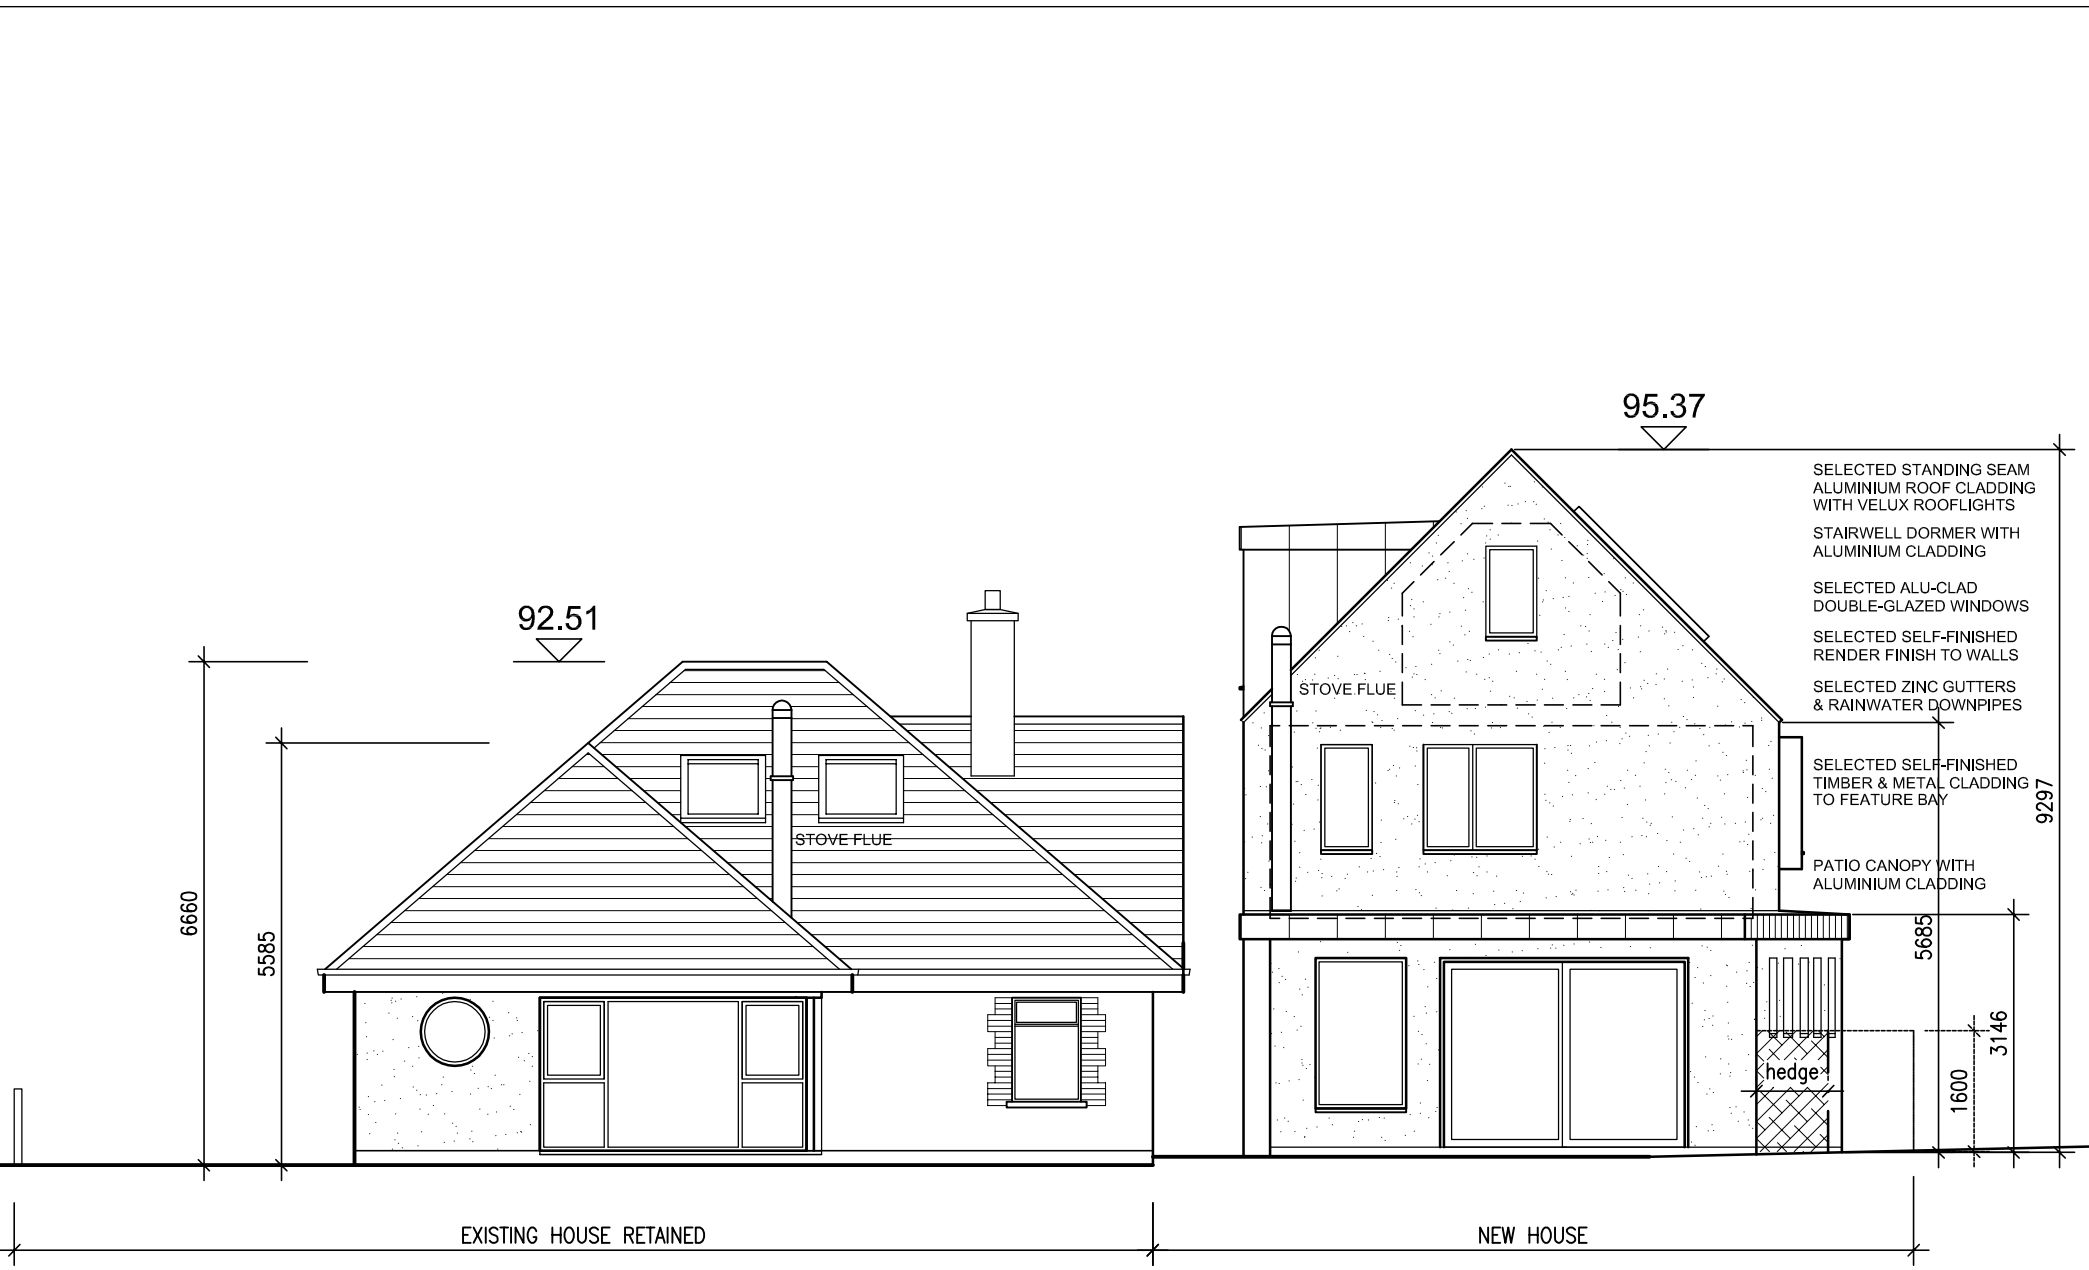 95.37
SELECTED STANDING SEAM
ALUMINIUM ROOF CLADDING
WITH VELUX ROOFLIGHTS
STAIRWELL DORMER WITH
ALUMINIUM CLADDING
SELECTED ALU-CLAD
DOUBLE-GLAZED WINDOWS
SELECTED SELF-FINISHED
RENDER FINISH TO WALLS
SELECTED ZINC GUTTERS
& RAINWATER DOWNPIPES
SELECTED SELF-FINISHED
TIMBER & METAL CLADDING
TO FEATURE BAY
PATIO CANOPY WITH
ALUMINIUM CLADDING
92.51
STOVE FLUE
STOVE FLUE
6660
5585
9297
5685
3146
1600
hedge
EXISTING HOUSE RETAINED
NEW HOUSE